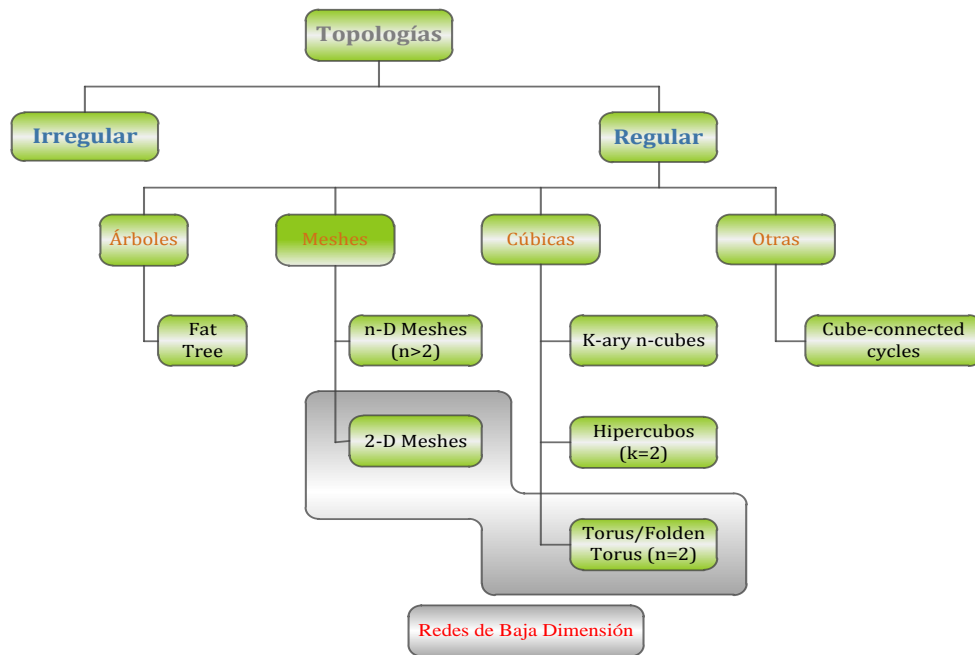 Topologías
Irregular
Regular
Árboles
Meshes
Cúbicas
Otras
Fat
Tree
n-D Meshes
(n>2)
K-ary n-cubes
Cube-connected
cycles
2-D Meshes
Hipercubos
(k=2)
Torus/Folden
Torus (n=2)
Redes de Baja Dimensión